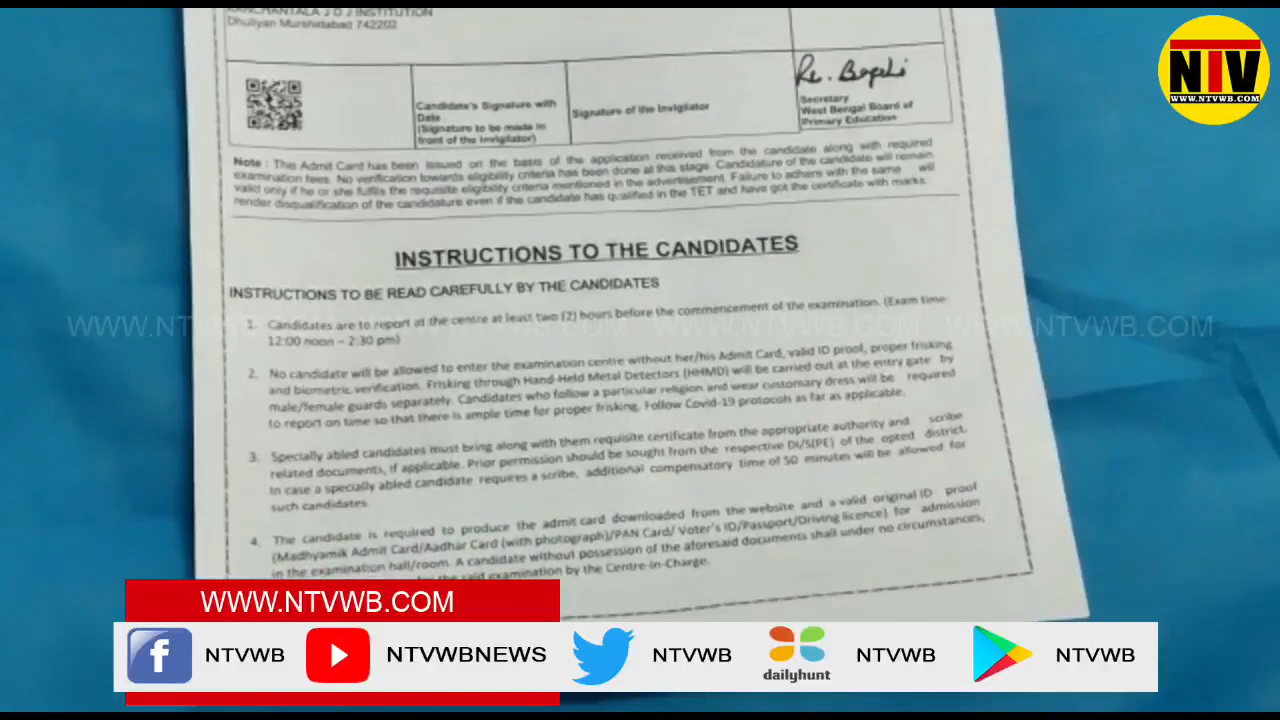 KANCHANTALA J D J INSTITUTION
Dhuliyan Murshidabad 742202
NTV
WWW.NTVWB.COM
Candidate's Signature with
Date
(Signature to be made in
front of the Invigilator)
Signature of the Invigilator
Secretary
West Bengal Board of
Primary Education
Note : This Admit Card has been issued on the basis of the application received from the candidate along with required
examination fees. No verification towards eligibility criteria has been done at this stage. Candidature of the candidate will remain
valid only if he or she fulfils the requisite eligibility criteria mentioned in the advertisement. Failure to adhere with the same will
render disqualification of the candidature even if the candidate has qualified in the TET and have got the certificate with marks.
INSTRUCTIONS TO THE CANDIDATES
INSTRUCTIONS TO BE READ CAREFULLY BY THE CANDIDATES
1. Candidates are to report at the centre at least two (2) hours before the commencement of the examination. (Exam time:
12:00 noon – 2:30 pm)
WWW.NTVWB.COM
2. No candidate will be allowed to enter the examination centre without her/his Admit Card, valid ID proof, proper frisking
and biometric verification. Frisking through Hand-Held Metal Detectors (HHMD) will be carried out at the entry gate by
male/female guards separately. Candidates who follow a particular religion and wear customary dress will be required
to report on time so that there is ample time for proper frisking. Follow Covid-19 protocols as far as applicable.
3. Specially abled candidates must bring along with them requisite certificate from the appropriate authority and scribe
related documents, if applicable. Prior permission should be sought from the respective DI/S(PE) of the opted district.
In case a specially abled candidate requires a scribe, additional compensatory time of 50 minutes will be allowed for
such candidates.
4. The candidate is required to produce the admit card downloaded from the website and a valid original ID proof
(Madhyamik Admit Card/Aadhar Card (with photograph)/PAN Card/ Voter's ID/Passport/Driving licence) for admission
in the examination hall/room. A candidate without possession of the aforesaid documents shall under no circumstances,
the said examination by the Centre-in-Charge.
WWW.NTVWB.COM
NTVWB
NTVWBNEWS
NTVWB
dailyhunt
NTVWB
NTVWB